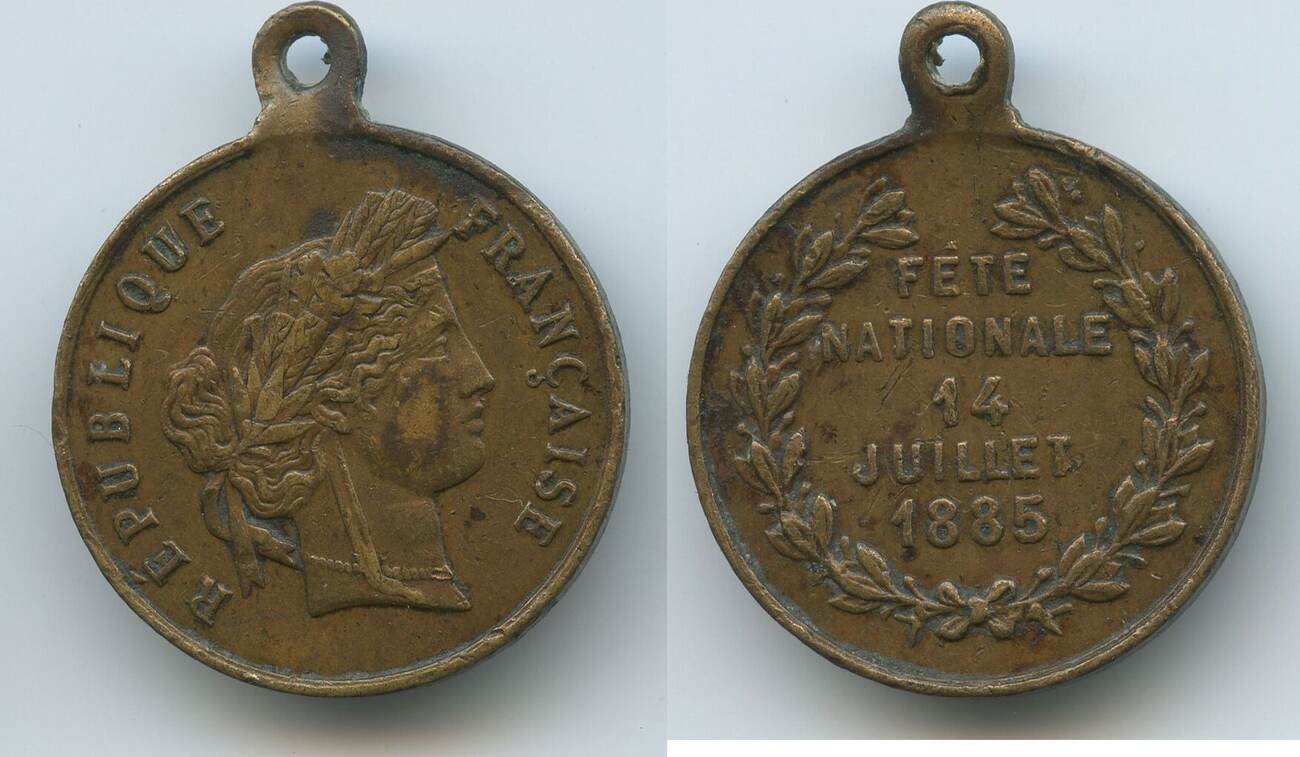 RÉPUBLIQUE FRANÇAISE
FÊTE
NATIONALE
14
JUILLET
1885